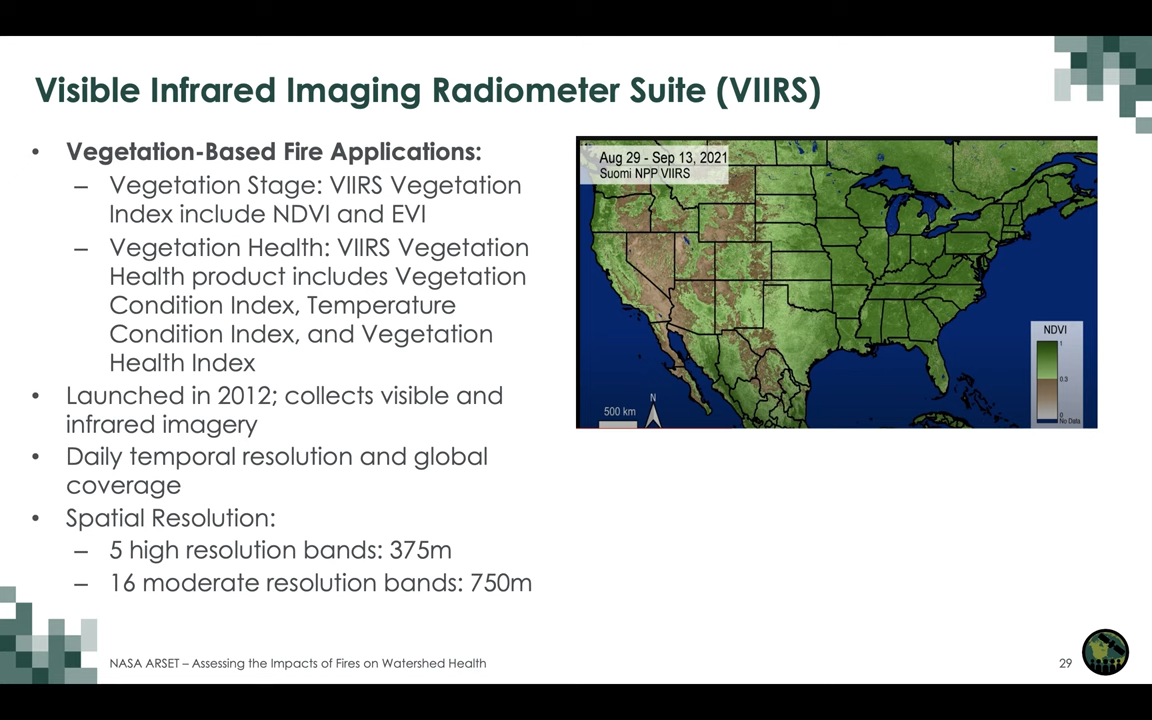 Visible Infrared Imaging Radiometer Suite (VIIRS)
• Vegetation-Based Fire Applications:
– Vegetation Stage: VIIRS Vegetation
Index include NDVI and EVI
– Vegetation Health: VIIRS Vegetation
Health product includes Vegetation
Condition Index, Temperature
Condition Index, and Vegetation
Health Index
• Launched in 2012; collects visible and
infrared imagery
• Daily temporal resolution and global
coverage
• Spatial Resolution:
– 5 high resolution bands: 375m
– 16 moderate resolution bands: 750m
Aug 29 - Sep 13, 2021
Suomi NPP VIIRS
500 km
N
NDVI
1
0.3
0
No Data
NASA ARSET – Assessing the Impacts of Fires on Watershed Health
29